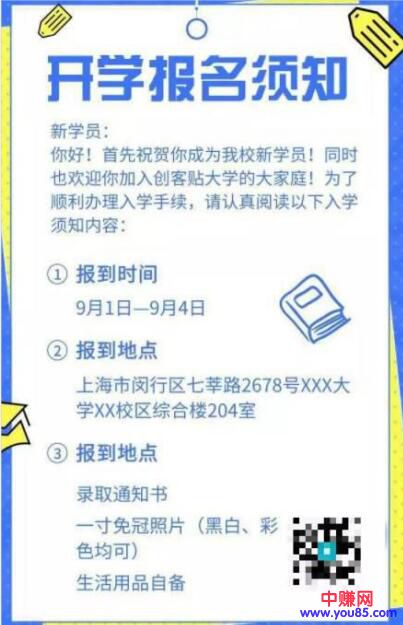 开学报名须知
新学员：
你好！首先祝贺你成为我校新学员！同时
也欢迎你加入创客贴大学的大家庭！为了
顺利办理入学手续，请认真阅读以下入学
须知内容：
① 报到时间
9月1日—9月4日
② 报到地点
上海市闵行区七莘路2678号XXX大
学XX校区综合楼204室
③ 报到地点
录取通知书
一寸免冠照片（黑白、彩
色均可）
生活用品自备
中赚网
www.you85.com